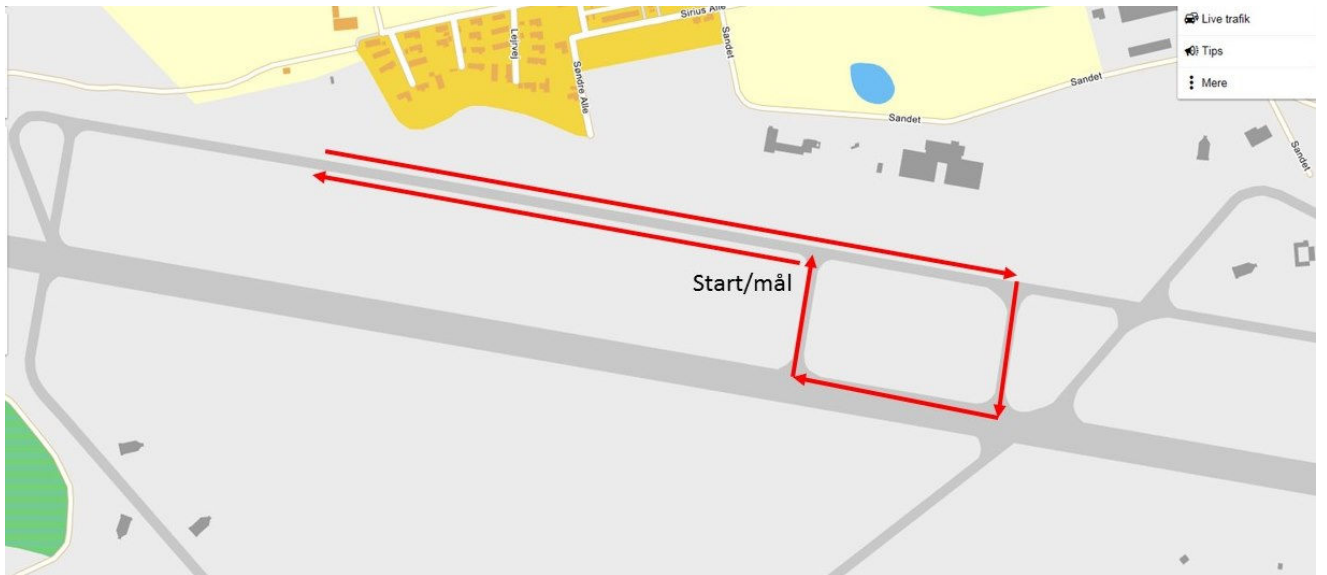 Sirius Alle
Lejrvej
Sandet
Søndre Alle
Sandet
Sandet
Sandet
Live trafik
Tips
Mere
Start/mål